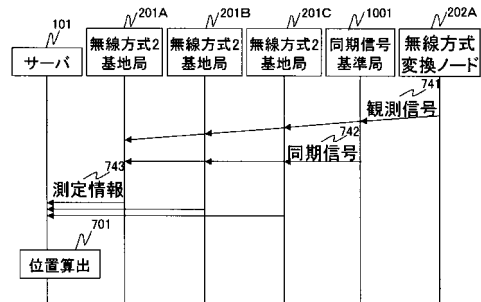 101
201A
201B
201C
1001
202A
サーバ
無線方式2
基地局
無線方式2
基地局
無線方式2
基地局
同期信号
基準局
無線方式
変換ノード
741
観測信号
742
同期信号
743
測定情報
701
位置算出